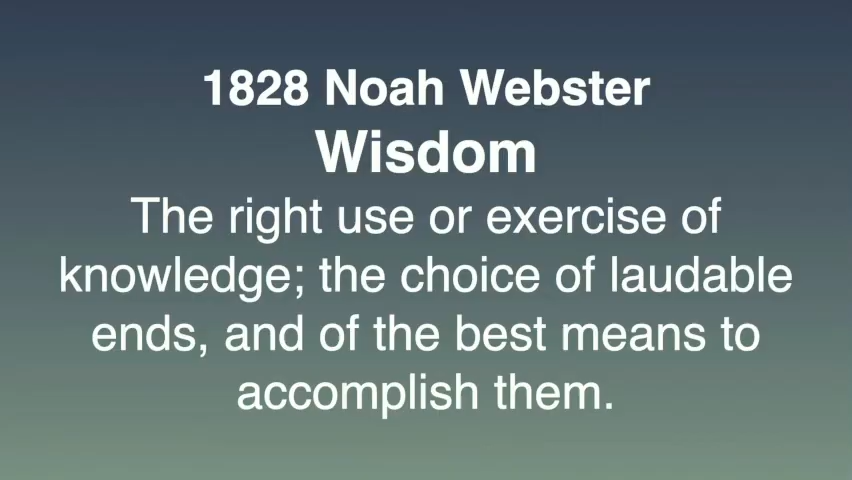 1828 Noah Webster
Wisdom
The right use or exercise of
knowledge; the choice of laudable
ends, and of the best means to
accomplish them.